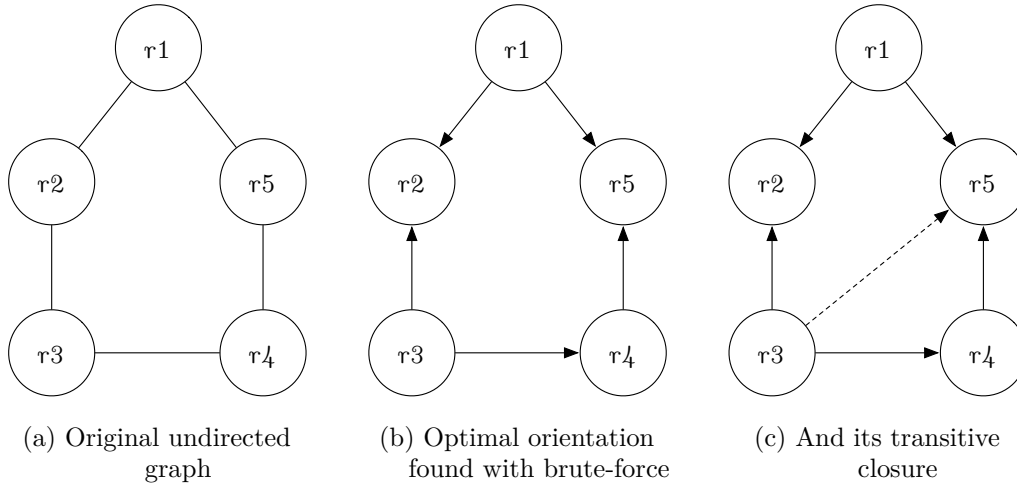 r1
r2
r5
r3
r4
(a) Original undirected
graph
r1
r2
r5
r3
r4
(b) Optimal orientation
found with brute-force
r1
r2
r5
r3
r4
(c) And its transitive
closure